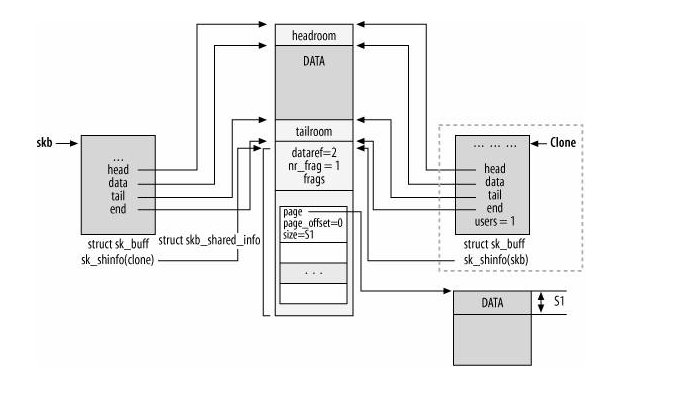 headroom
DATA
tailroom
dataref=2
nr_frag = 1
frags
page
page_offset=0
size=S1
. . .
skb
...
head
data
tail
end
struct sk_buff
sk_shinfo(clone)
struct skb_shared_info
... ... ...
Clone
head
data
tail
end
users = 1
struct sk_buff
sk_shinfo(skb)
DATA
S1